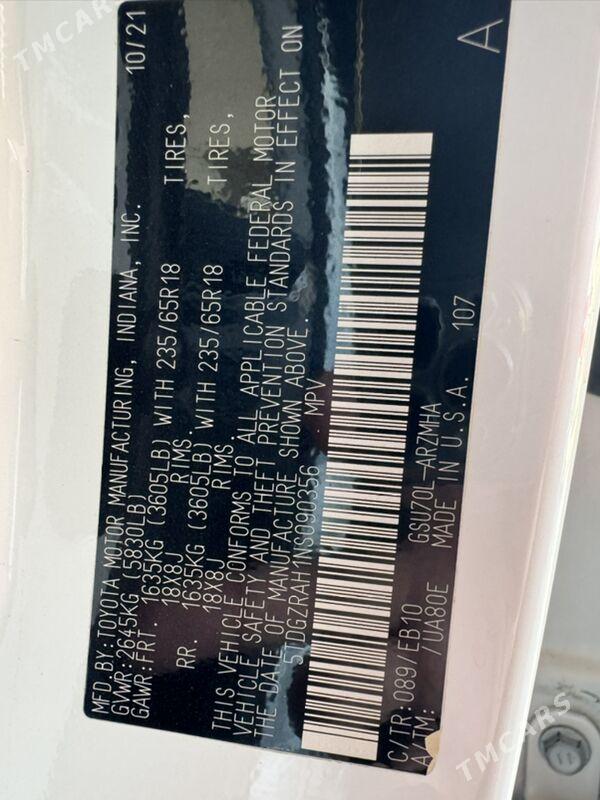 MFD.BY:TOYOTA MOTOR MANUFACTURING, INDIANA, INC. 10/21
GVWR:2645KG (5830LB)
GAWR:FRT. 1635KG (3605LB) WITH 235/65R18 TIRES,
18X8J RIMS.
RR. 1635KG (3605LB) WITH 235/65R18 TIRES,
18X8J RIMS.
THIS VEHICLE CONFORMS TO ALL APPLICABLE FEDERAL MOTOR
VEHICLE SAFETY AND THEFT PREVENTION STANDARDS IN EFFECT ON
THE DATE OF MANUFACTURE SHOWN ABOVE.
5TDGZRAH1NS090356 MPV
C/TR: 089/EB10 GSU70L-ARZMHA
A/TM: /UA80E MADE IN U.S.A. 107 A
TMCARS
TMCARS